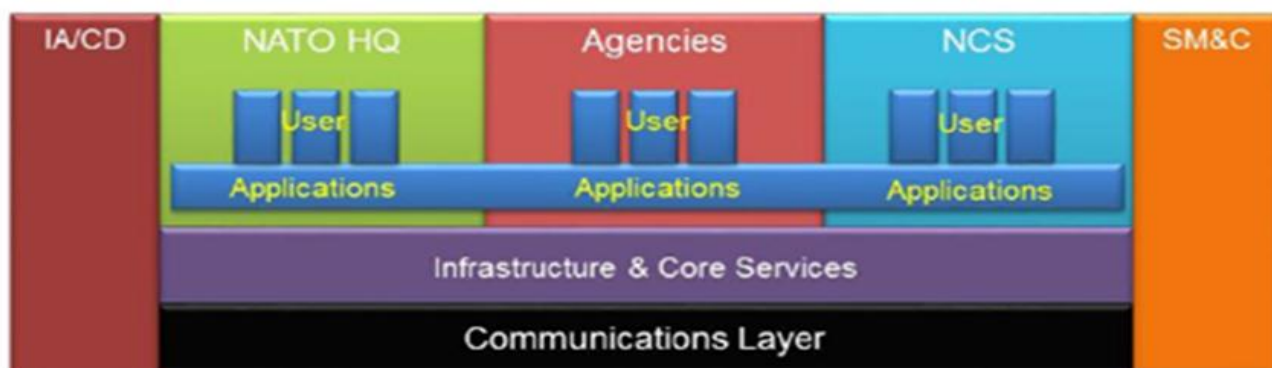 IA/CD
NATO HQ
Agencies
NCS
SM&C
User
User
User
Applications
Applications
Applications
Infrastructure & Core Services
Communications Layer